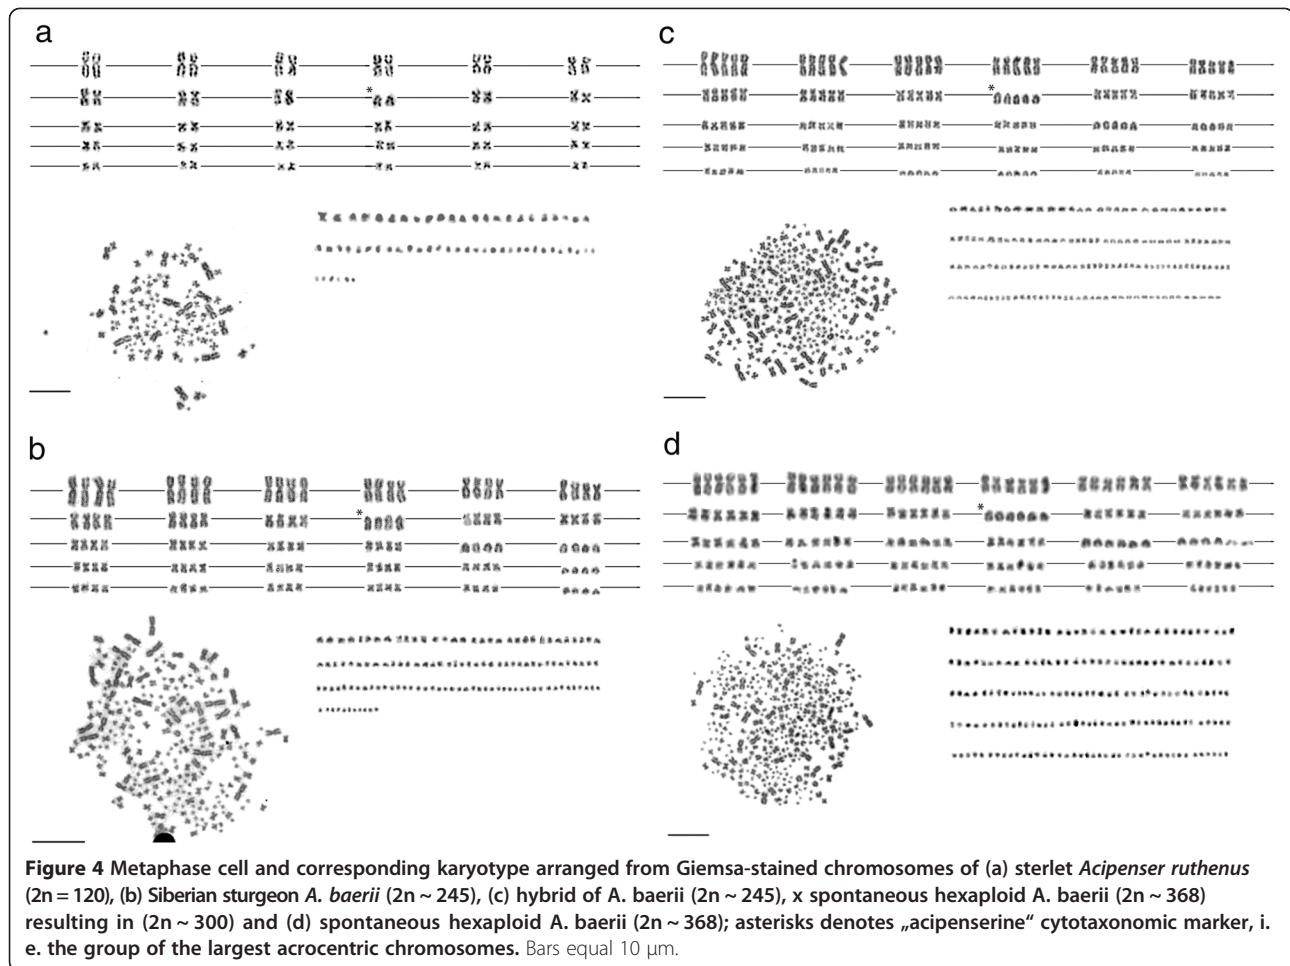 a
c
*
*
b
d
*
*
Figure 4 Metaphase cell and corresponding karyotype arranged from Giemsa-stained chromosomes of (a) sterlet Acipenser ruthenus
(2n = 120), (b) Siberian sturgeon A. baerii (2n ~ 245), (c) hybrid of A. baerii (2n ~ 245), x spontaneous hexaploid A. baerii (2n ~ 368)
resulting in (2n ~ 300) and (d) spontaneous hexaploid A. baerii (2n ~ 368); asterisks denotes „acipenserine“ cytotaxonomic marker, i.
e. the group of the largest acrocentric chromosomes. Bars equal 10 μm.